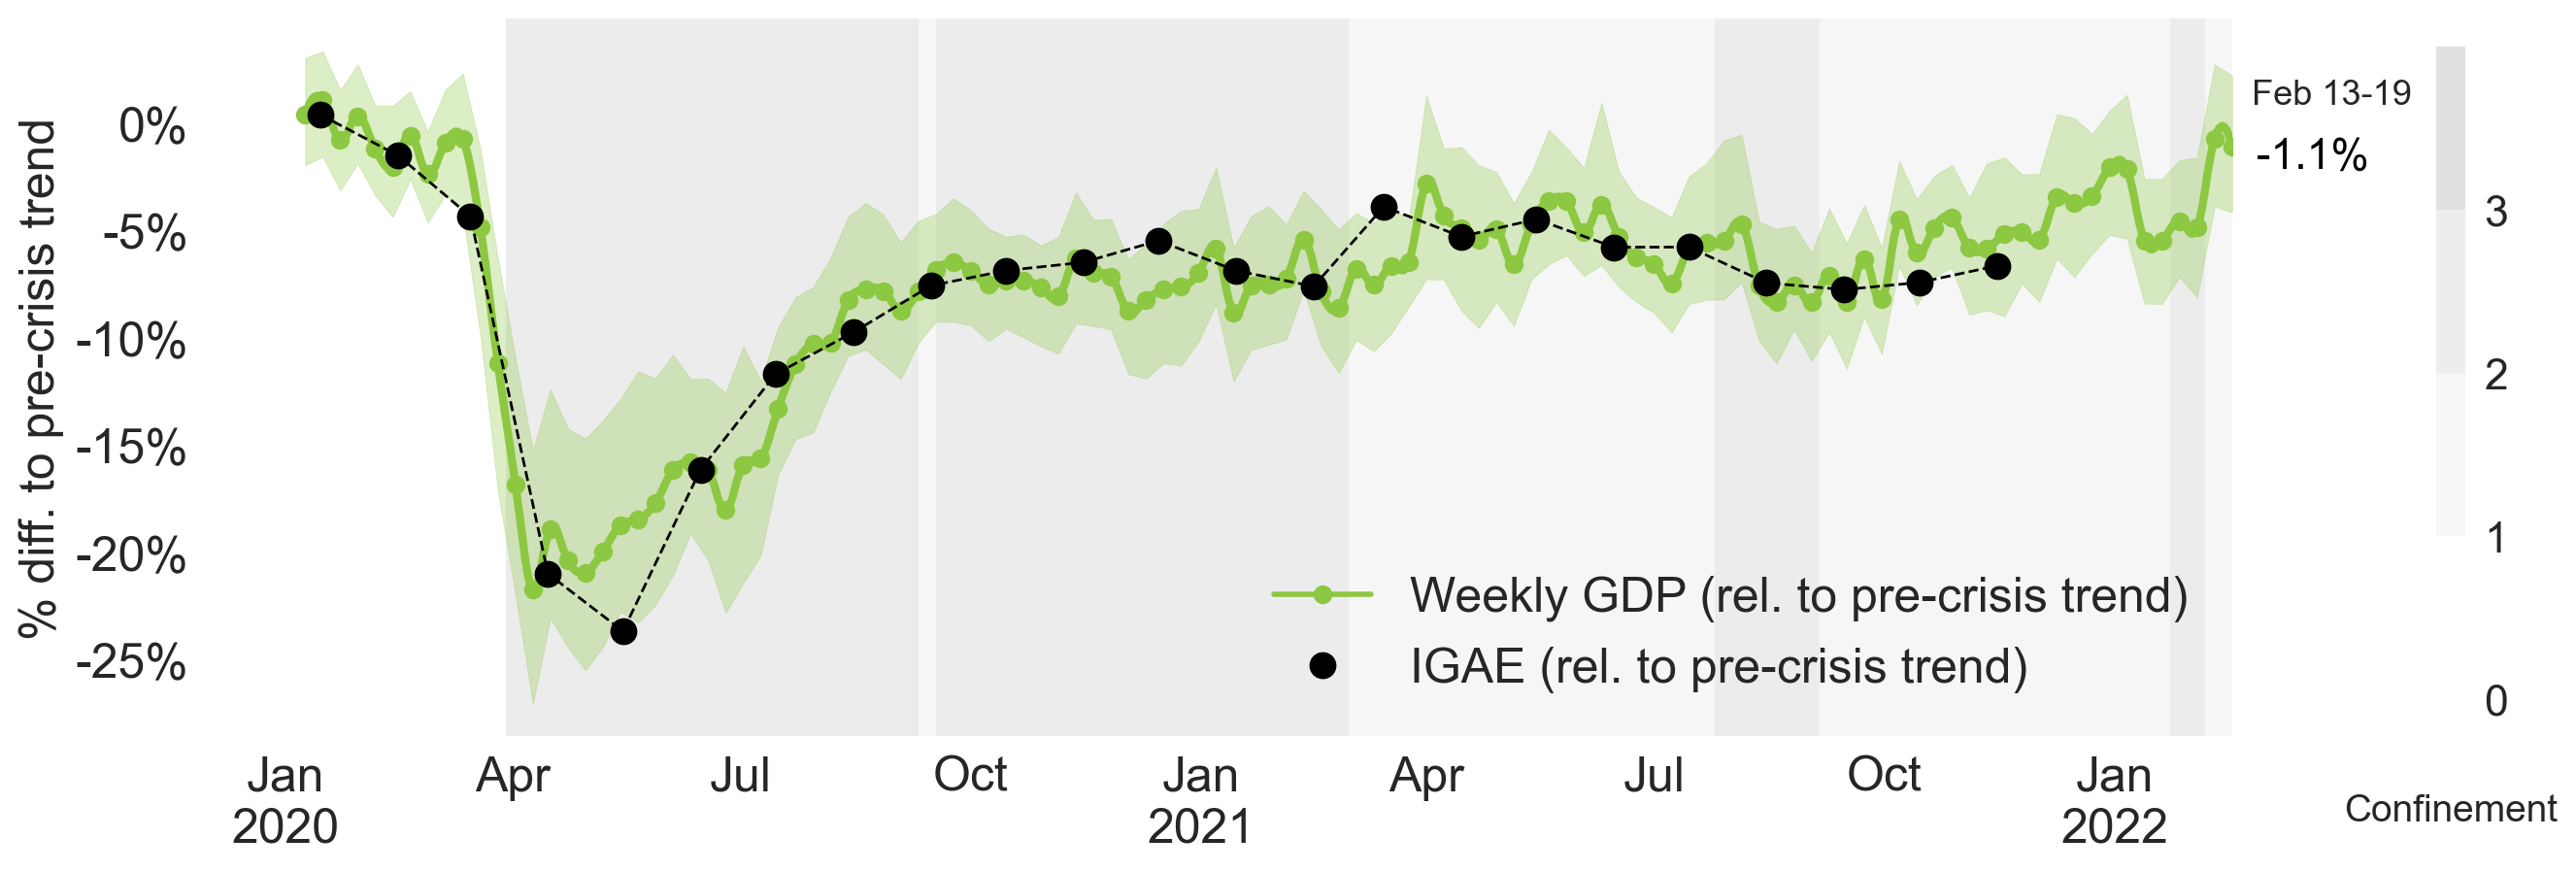 % diff. to pre-crisis trend
0%
-5%
-10%
-15%
-20%
-25%
Jan
2020
Apr
Jul
Oct
Jan
2021
Apr
Jul
Oct
Jan
2022
Weekly GDP (rel. to pre-crisis trend)
IGAE (rel. to pre-crisis trend)
Feb 13-19
-1.1%
3
2
1
0
Confinement